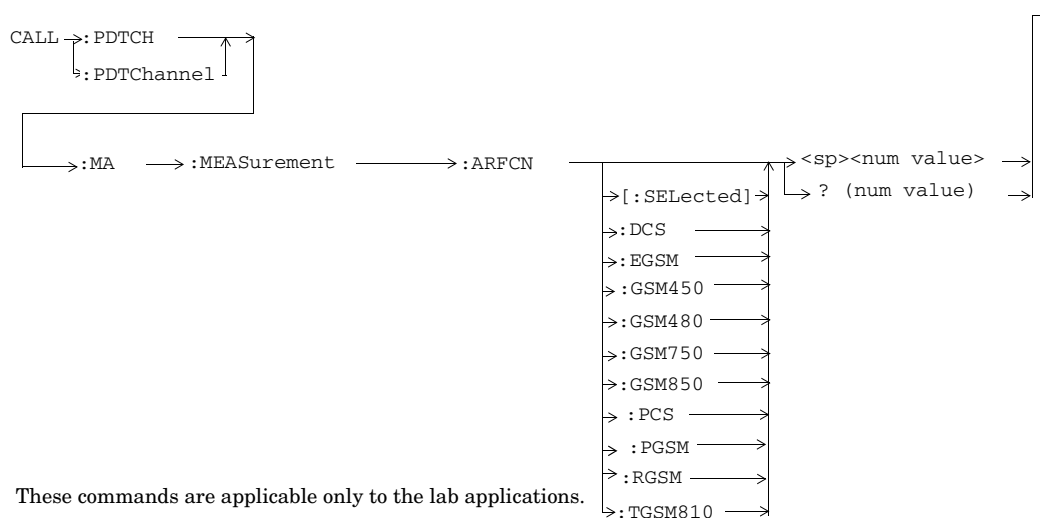 CALL :PDTCH
:PDTChannel
:MA :MEASurement :ARFCN <sp><num value>
? (num value)
[:SELected]
:DCS
:EGSM
:GSM450
:GSM480
:GSM750
:GSM850
:PCS
:PGSM
:RGSM
These commands are applicable only to the lab applications.
:TGSM810